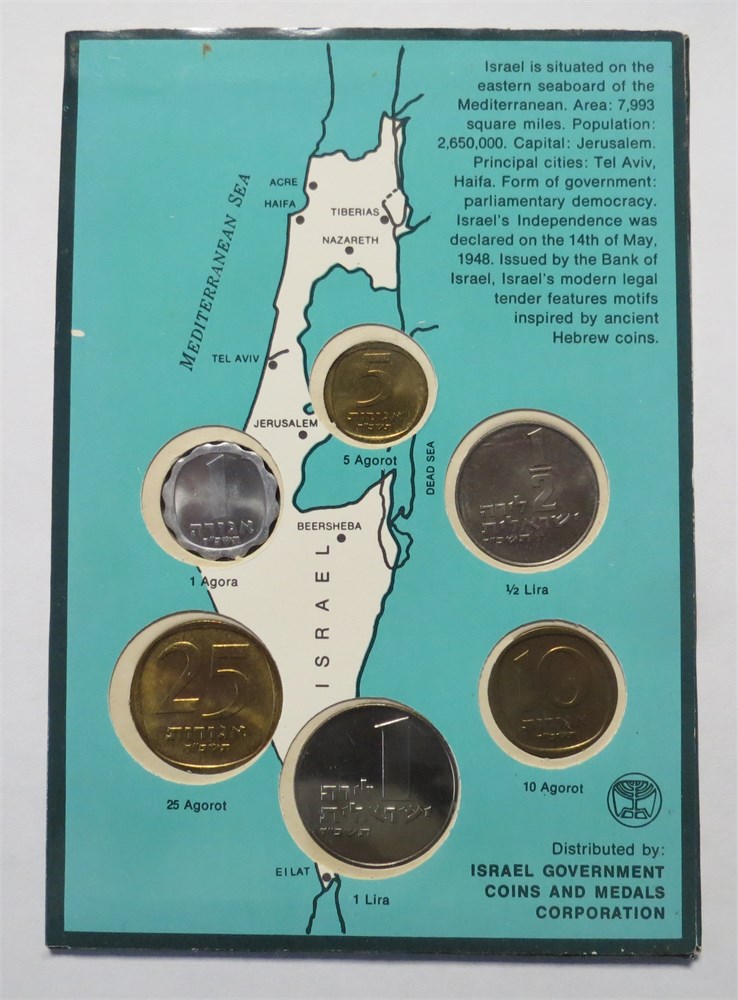 Israel is situated on the
eastern seaboard of the
Mediterranean. Area: 7,993
square miles. Population:
2,650,000. Capital: Jerusalem.
Principal cities: Tel Aviv,
Haifa. Form of government:
parliamentary democracy.
Israel's Independence was
declared on the 14th of May,
1948. Issued by the Bank of
Israel, Israel's modern legal
tender features motifs
inspired by ancient
Hebrew coins.
MEDITERRANEAN SEA
ACRE
HAIFA
TIBERIAS
NAZARETH
TEL AVIV
5
אגורות
5 Agorot
JERUSALEM
DEAD SEA
1
אגורה
1 Agora
1
2
לירה
ישראלית
½ Lira
BEERSHEBA
ISRAEL
25
אגורות
25 Agorot
1
לירה
ישראלית
1 Lira
10
אגורות
10 Agorot
EILAT
Distributed by:
ISRAEL GOVERNMENT
COINS AND MEDALS
CORPORATION